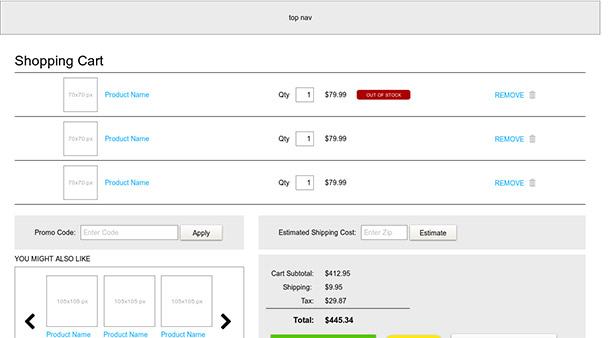 top nav
Shopping Cart
70x70 px Product Name Qty 1 $79.99 OUT OF STOCK REMOVE
70x70 px Product Name Qty 1 $79.99 REMOVE
70x70 px Product Name Qty 1 $79.99 REMOVE
Promo Code: Enter Code Apply
Estimated Shipping Cost: Enter Zip Estimate
YOU MIGHT ALSO LIKE
105x105 px 105x105 px 105x105 px
Product Name Product Name Product Name
Cart Subtotal: $412.95
Shipping: $9.95
Tax: $29.87
Total: $445.34